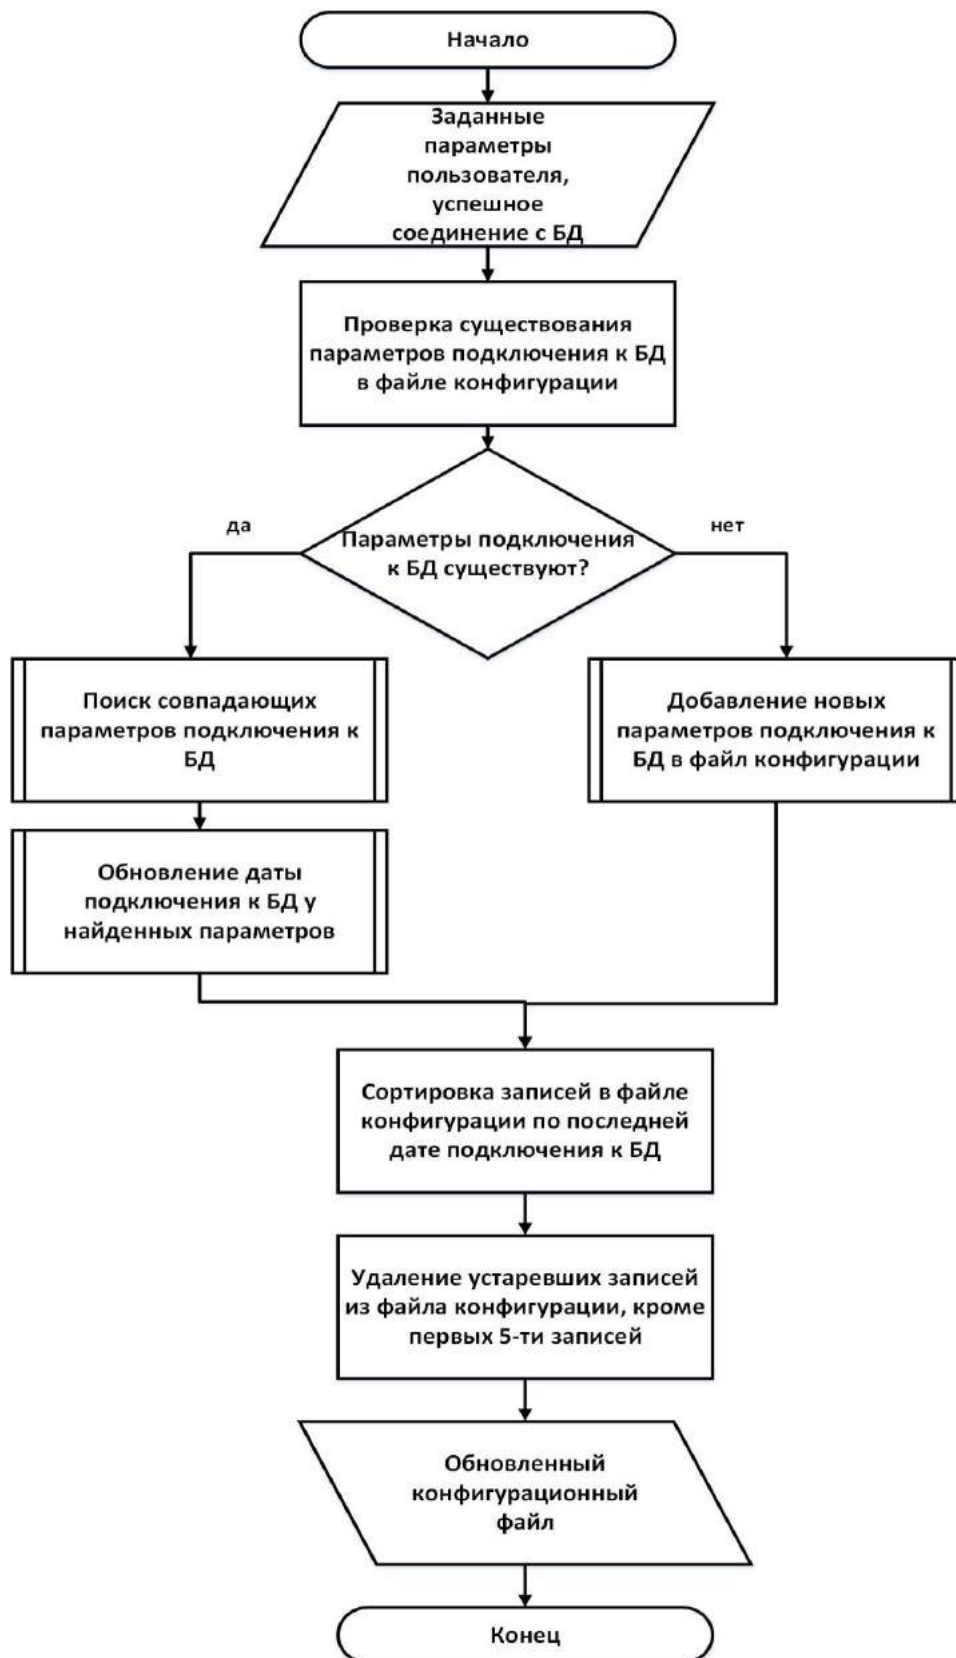 Начало
Заданные
параметры
пользователя,
успешное
соединение с БД
Проверка существования
параметров подключения к БД
в файле конфигурации
да
нет
Параметры подключения
к БД существуют?
Поиск совпадающих
параметров подключения к
БД
Добавление новых
параметров подключения к
БД в файл конфигурации
Обновление даты
подключения к БД у
найденных параметров
Сортировка записей в файле
конфигурации по последней
дате подключения к БД
Удаление устаревших записей
из файла конфигурации, кроме
первых 5-ти записей
Обновленный
конфигурационный
файл
Конец